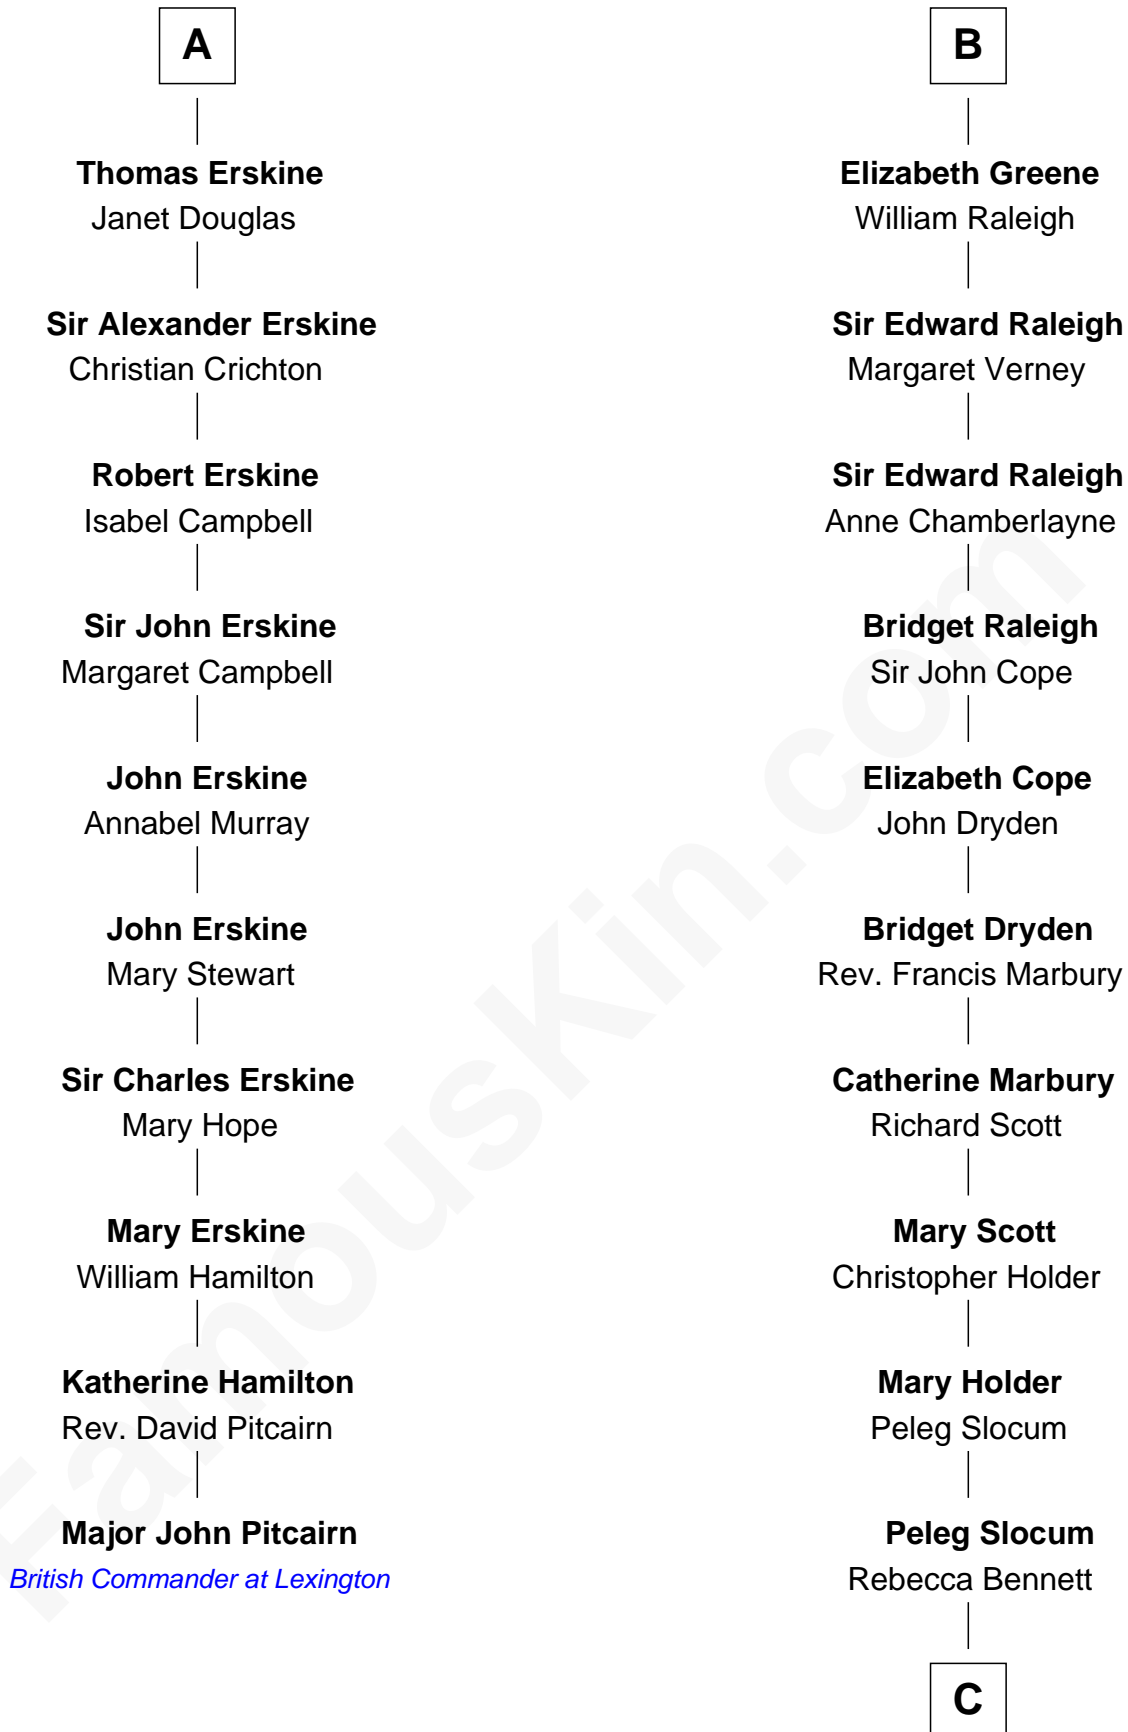 A
Thomas Erskine
Janet Douglas
Sir Alexander Erskine
Christian Crichton
Robert Erskine
Isabel Campbell
Sir John Erskine
Margaret Campbell
John Erskine
Annabel Murray
John Erskine
Mary Stewart
Sir Charles Erskine
Mary Hope
Mary Erskine
William Hamilton
Katherine Hamilton
Rev. David Pitcairn
Major John Pitcairn
British Commander at Lexington
B
Elizabeth Greene
William Raleigh
Sir Edward Raleigh
Margaret Verney
Sir Edward Raleigh
Anne Chamberlayne
Bridget Raleigh
Sir John Cope
Elizabeth Cope
John Dryden
Bridget Dryden
Rev. Francis Marbury
Catherine Marbury
Richard Scott
Mary Scott
Christopher Holder
Mary Holder
Peleg Slocum
Peleg Slocum
Rebecca Bennett
C
FamousKin.com